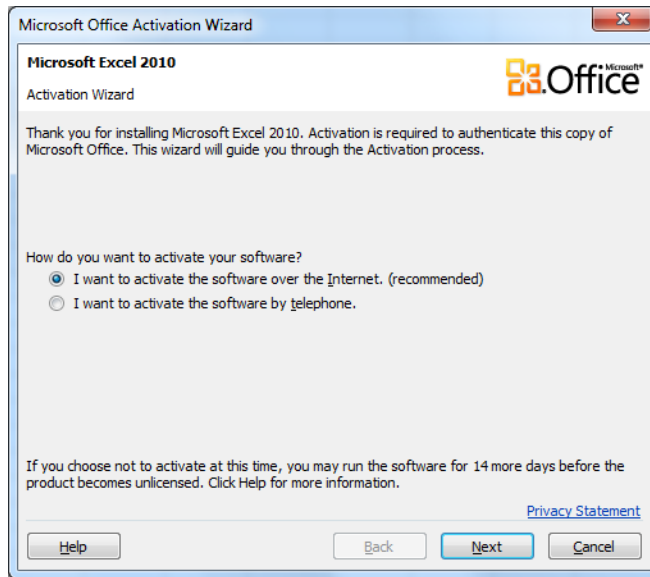 Microsoft Office Activation Wizard
Microsoft Excel 2010
Activation Wizard
Microsoft®
Office
Thank you for installing Microsoft Excel 2010. Activation is required to authenticate this copy of
Microsoft Office. This wizard will guide you through the Activation process.
How do you want to activate your software?
I want to activate the software over the Internet. (recommended)
I want to activate the software by telephone.
If you choose not to activate at this time, you may run the software for 14 more days before the
product becomes unlicensed. Click Help for more information.
Privacy Statement
Help Back Next Cancel